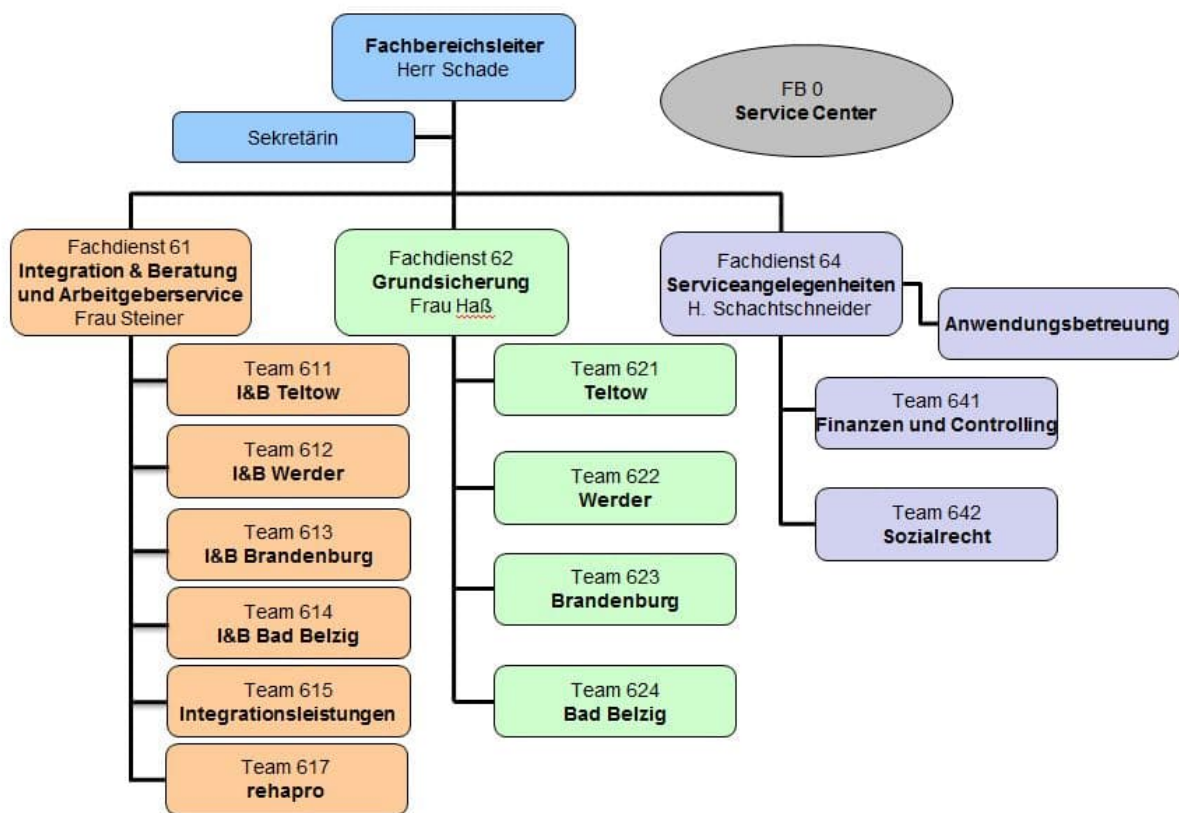 Fachbereichsleiter
Herr Schade
FB 0
Service Center
Sekretärin
Fachdienst 61
Integration & Beratung
und Arbeitgeberservice
Frau Steiner
Fachdienst 62
Grundsicherung
Frau Haß
Fachdienst 64
Serviceangelegenheiten
H. Schachtschneider
Anwendungsbetreuung
Team 611
I&B Teltow
Team 612
I&B Werder
Team 613
I&B Brandenburg
Team 614
I&B Bad Belzig
Team 615
Integrationsleistungen
Team 617
rehapro
Team 621
Teltow
Team 622
Werder
Team 623
Brandenburg
Team 624
Bad Belzig
Team 641
Finanzen und Controlling
Team 642
Sozialrecht